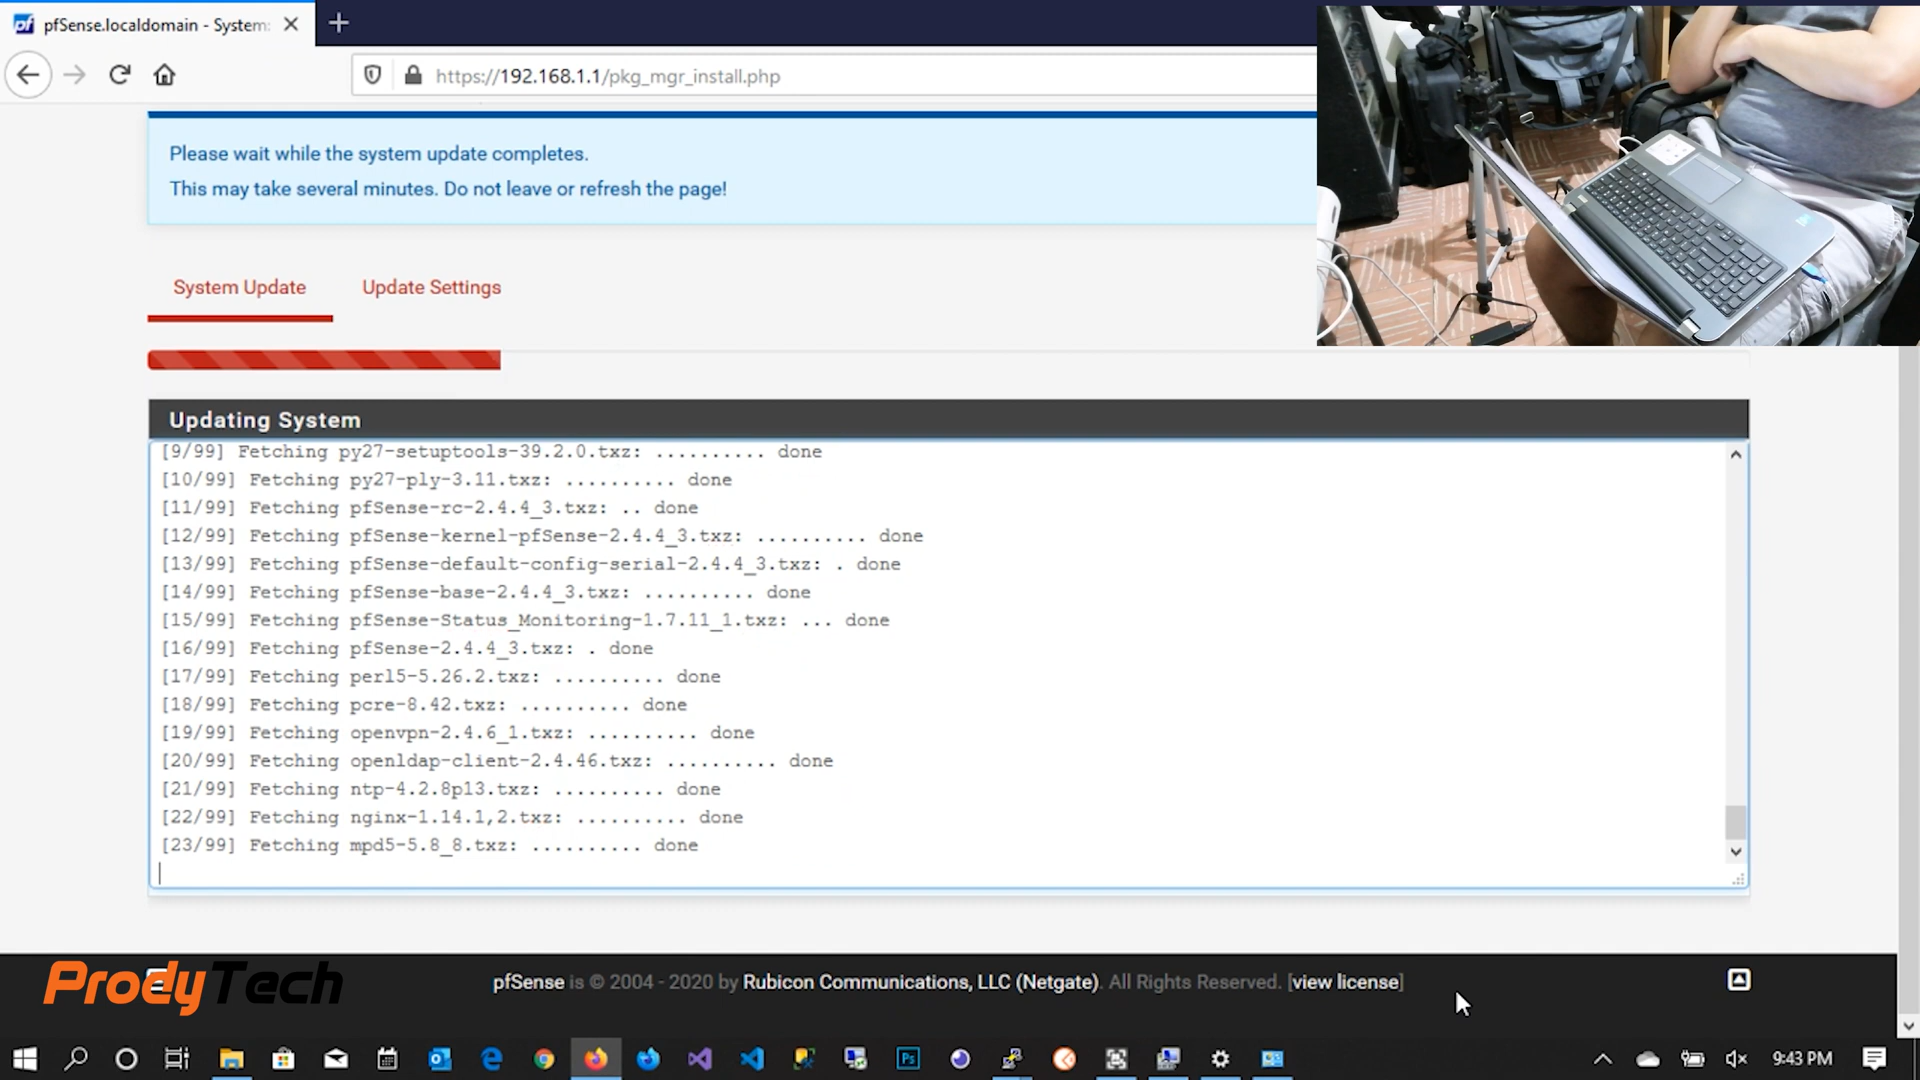 pfSense.localdomain - System:
https://192.168.1.1/pkg_mgr_install.php
Please wait while the system update completes.
This may take several minutes. Do not leave or refresh the page!
System Update
Update Settings
Updating System
[9/99] Fetching py27-setuptools-39.2.0.txz: .......... done
[10/99] Fetching py27-ply-3.11.txz: .......... done
[11/99] Fetching pfSense-rc-2.4.4_3.txz: .. done
[12/99] Fetching pfSense-kernel-pfSense-2.4.4_3.txz: .......... done
[13/99] Fetching pfSense-default-config-serial-2.4.4_3.txz: . done
[14/99] Fetching pfSense-base-2.4.4_3.txz: .......... done
[15/99] Fetching pfSense-Status_Monitoring-1.7.11_1.txz: ... done
[16/99] Fetching pfSense-2.4.4_3.txz: . done
[17/99] Fetching perl5-5.26.2.txz: .......... done
[18/99] Fetching pcre-8.42.txz: .......... done
[19/99] Fetching openvpn-2.4.6_1.txz: .......... done
[20/99] Fetching openldap-client-2.4.46.txz: .......... done
[21/99] Fetching ntp-4.2.8p13.txz: .......... done
[22/99] Fetching nginx-1.14.1,2.txz: .......... done
[23/99] Fetching mpd5-5.8_8.txz: .......... done
ProdyTech
pfSense is © 2004 - 2020 by Rubicon Communications, LLC (Netgate). All Rights Reserved. [view license]
Ps
9:43 PM